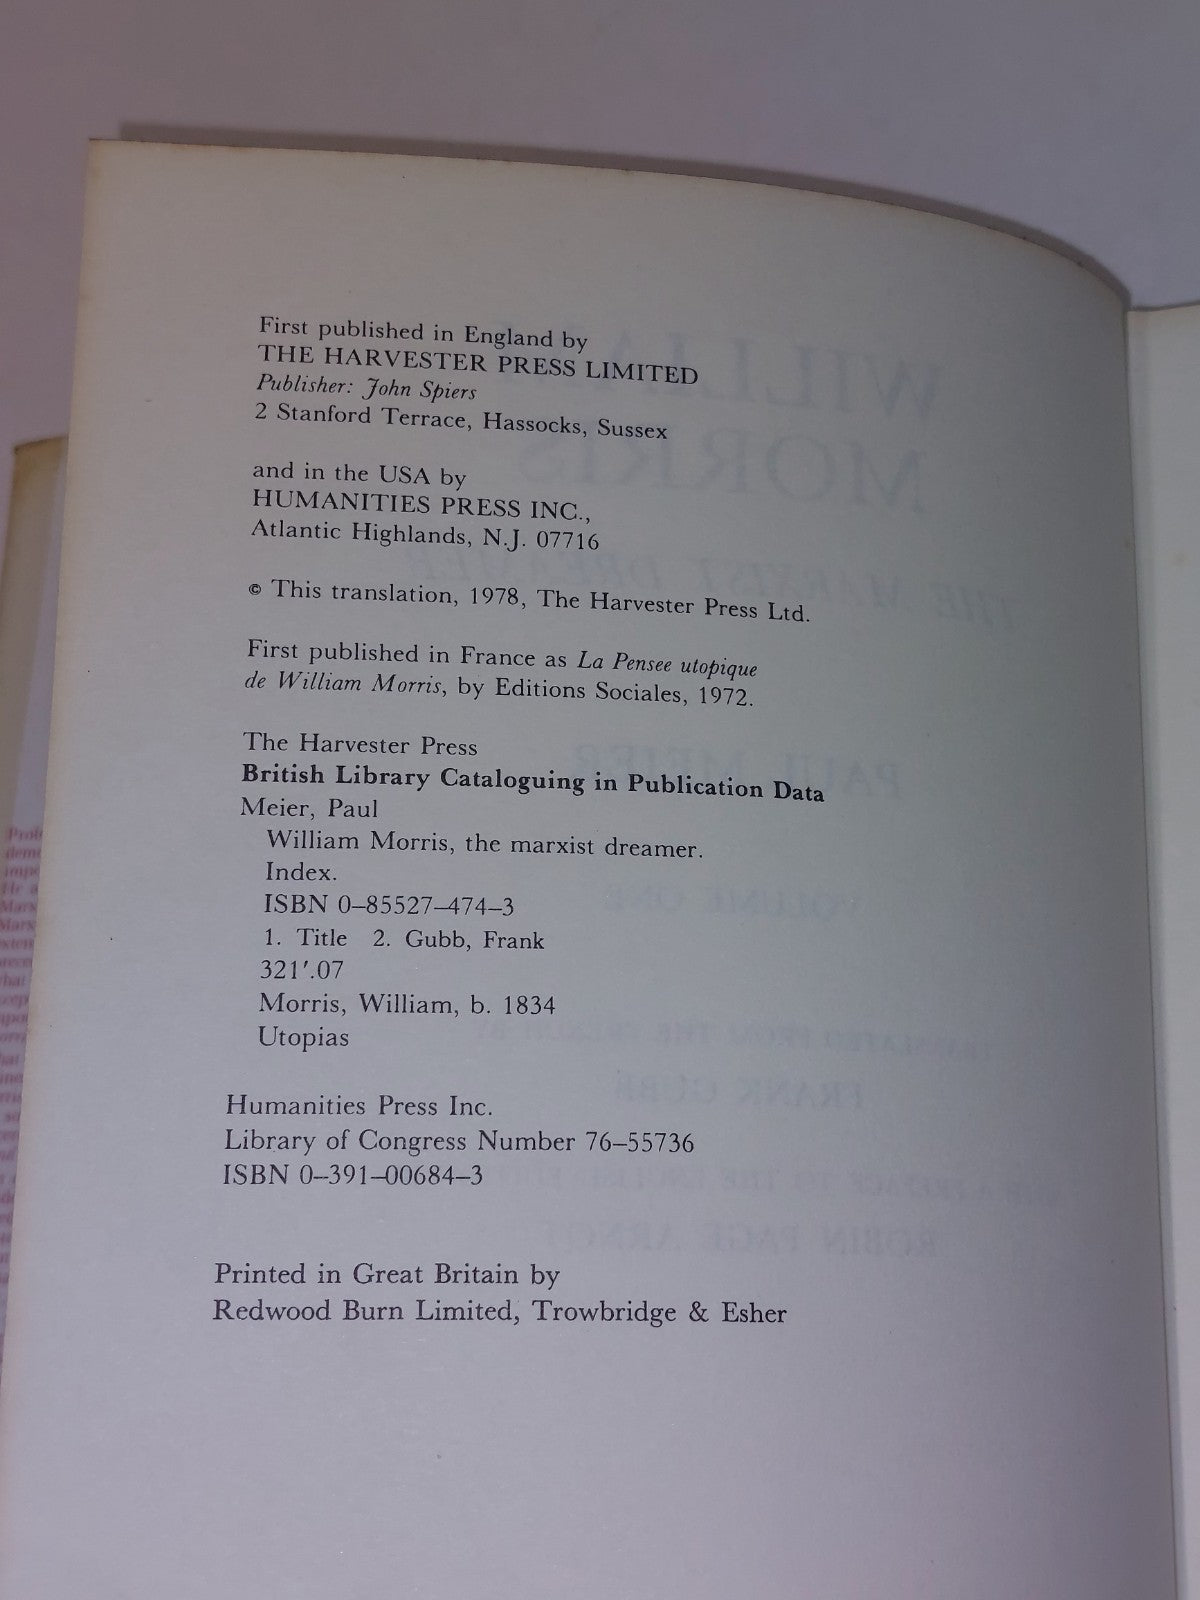 First published in England by
THE HARVESTER PRESS LIMITED
Publisher: John Spiers
2 Stanford Terrace, Hassocks, Sussex
and in the USA by
HUMANITIES PRESS INC.,
Atlantic Highlands, N.J. 07716
© This translation, 1978, The Harvester Press Ltd.
First published in France as La Pensee utopique
de William Morris, by Editions Sociales, 1972.
The Harvester Press
British Library Cataloguing in Publication Data
Meier, Paul
William Morris, the marxist dreamer.
Index.
ISBN 0–85527–474–3
1. Title 2. Gubb, Frank
321′.07
Morris, William, b. 1834
Utopias
Humanities Press Inc.
Library of Congress Number 76–55736
ISBN 0–391–00684–3
Printed in Great Britain by
Redwood Burn Limited, Trowbridge & Esher